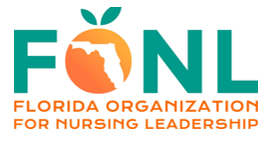 FONL
FLORIDA ORGANIZATION
FOR NURSING LEADERSHIP